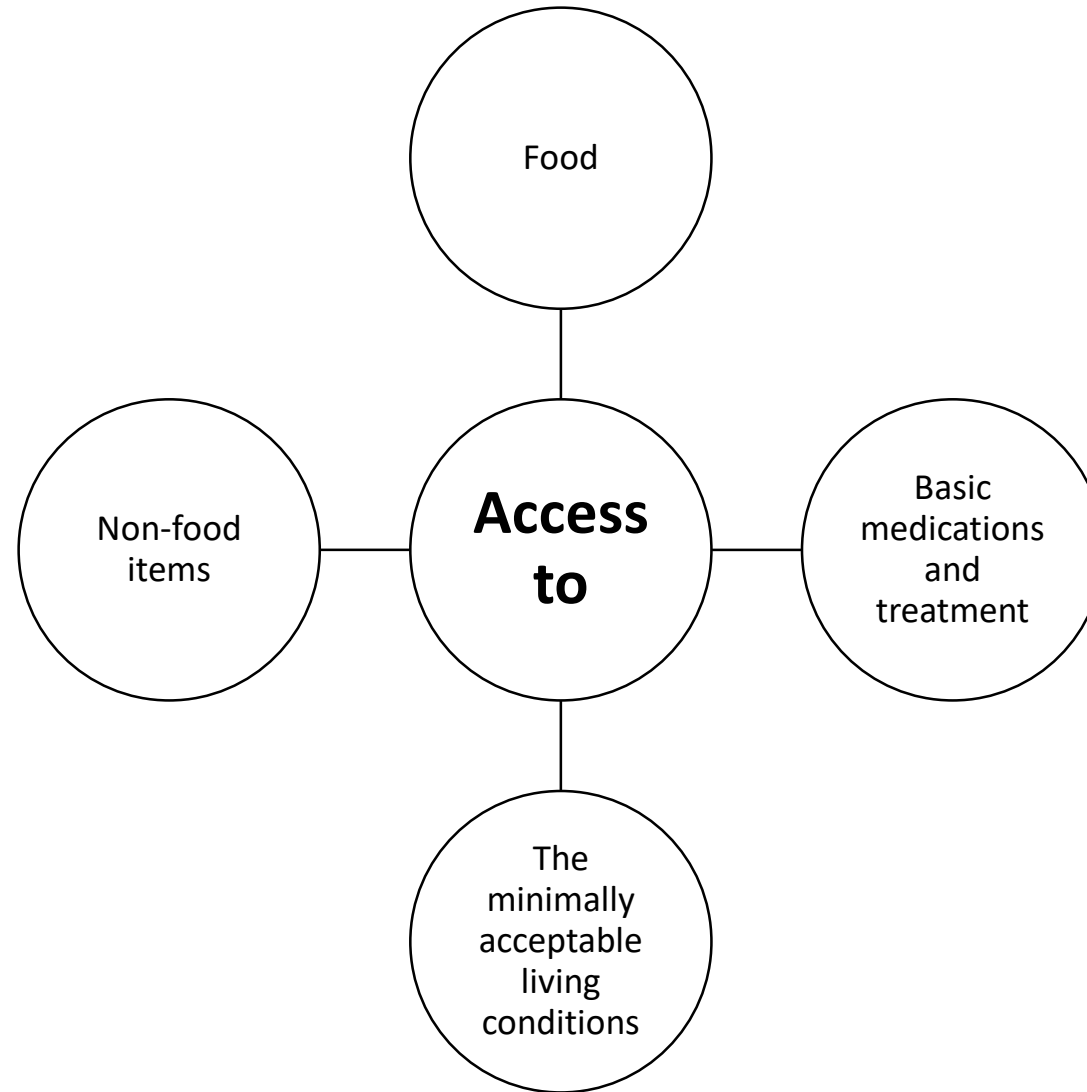 Food
Non-food
items
Access
to
Basic
medications
and
treatment
The
minimally
acceptable
living
conditions